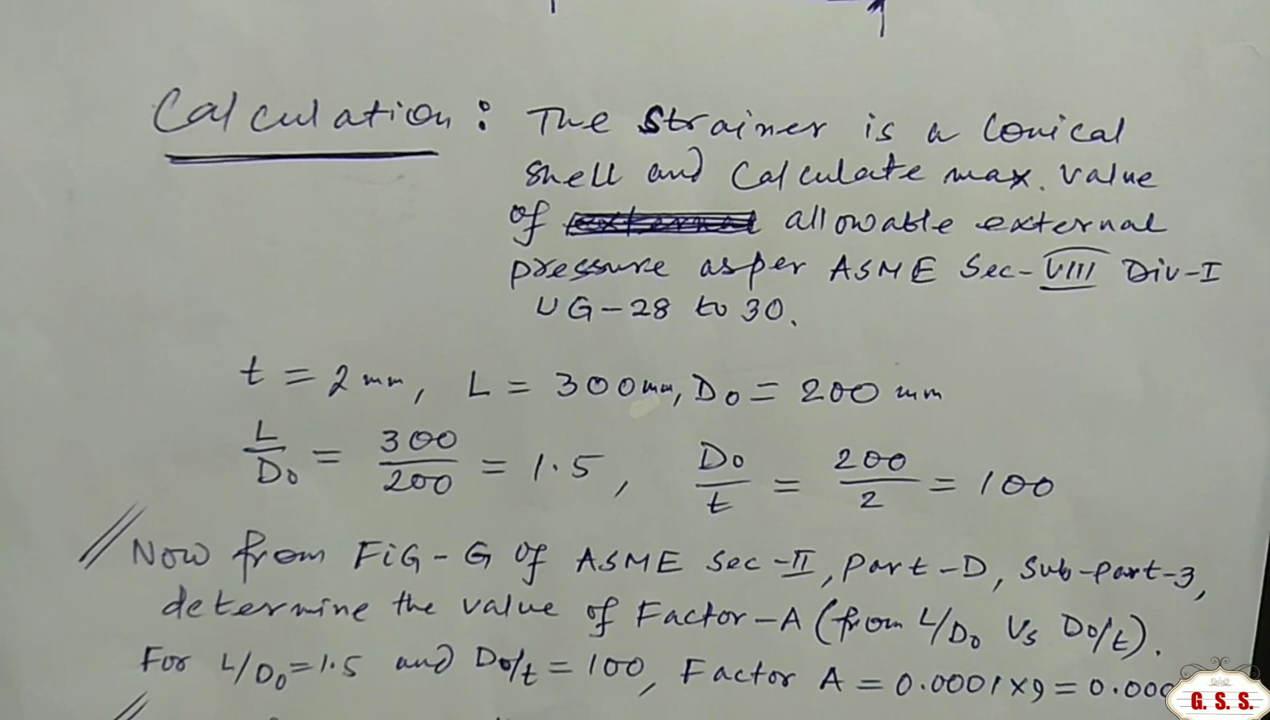 Calculation: The Strainer is a Conical
Shell and Calculate max. value
of allowable external
pressure as per ASME Sec-VIII Div-I
UG-28 to 30.
t = 2 mm, L = 300 mm, Do = 200 mm
L/Do = 300/200 = 1.5, Do/t = 200/2 = 100
// Now from FiG-G of ASME Sec-II, Part-D, Sub-part-3,
determine the value of Factor-A (from L/Do Vs Do/t).
For L/Do = 1.5 and Do/t = 100, Factor A = 0.0001x9 = 0.000
G. S. S.